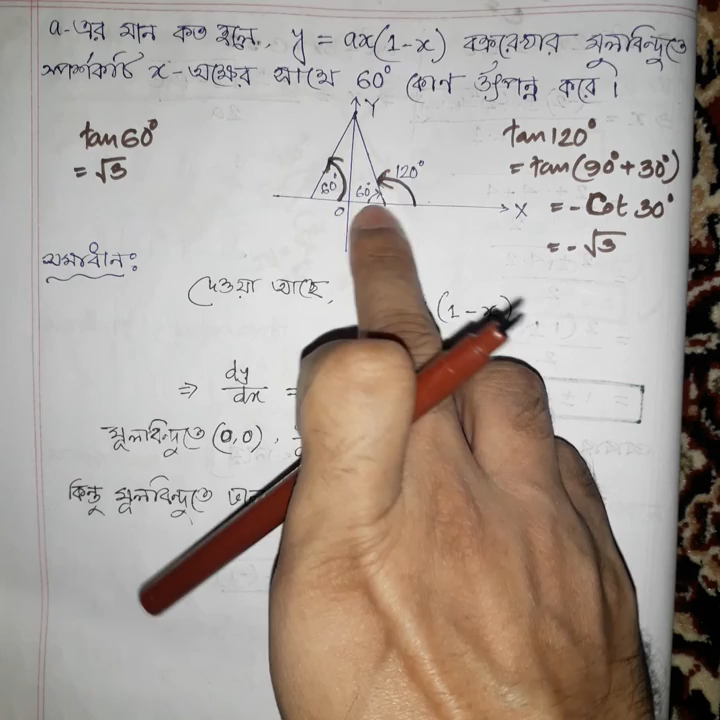 a-এর মান কত হলে, y = ax(1-x) বক্ররেখার মূলবিন্দুতে
স্পর্শকটি x-অক্ষের সাথে 60° কোণ উৎপন্ন করে।
tan60°
= √3
Y
60°
60°
120°
O
X
tan120°
= tan(90°+30°)
= - Cot 30°
= - √3
সমাধান:
দেওয়া আছে,
(1-x)
⇒ dy/dx =
মূলবিন্দুতে (0,0),
কিন্তু মূলবিন্দুতে